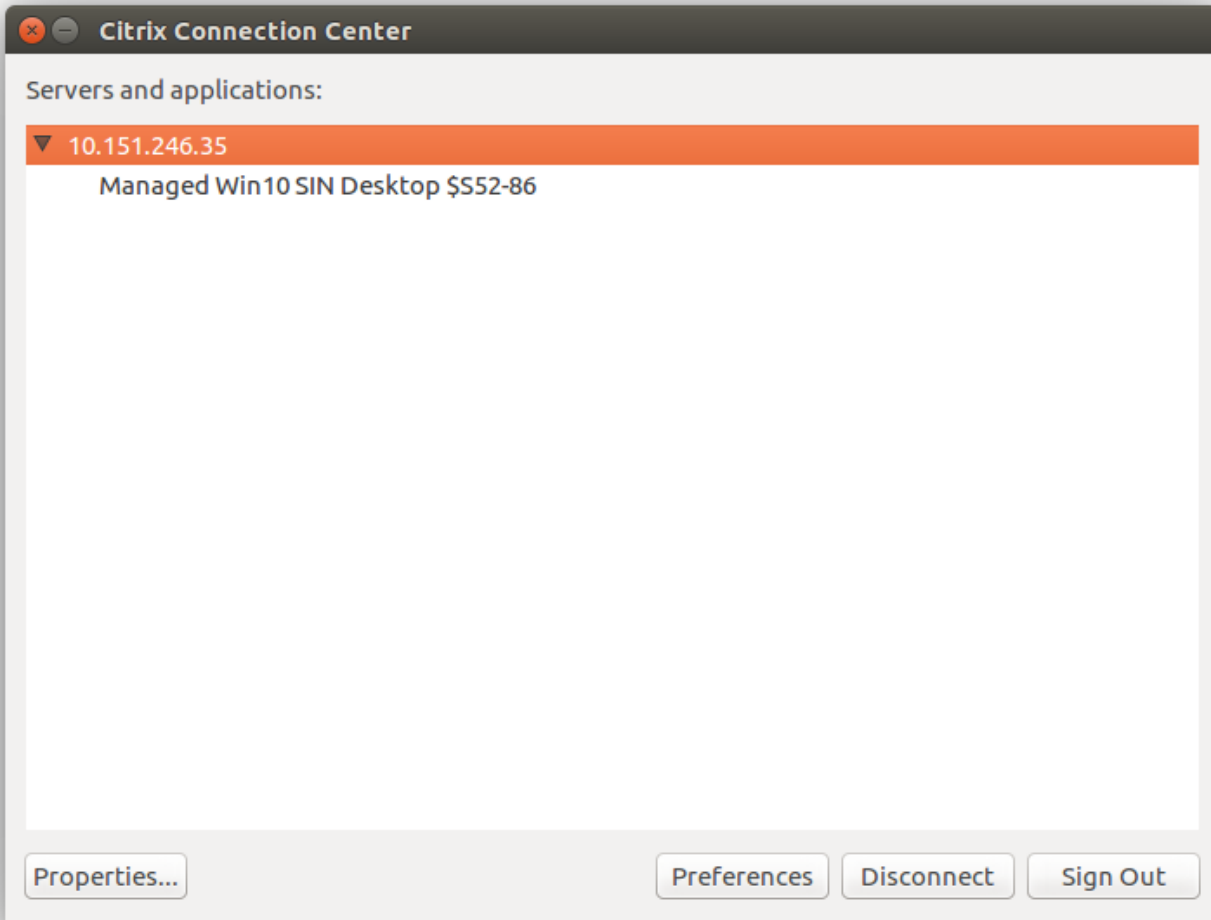 Citrix Connection Center
Servers and applications:
10.151.246.35
Managed Win10 SIN Desktop $S52-86
Properties... Preferences Disconnect Sign Out